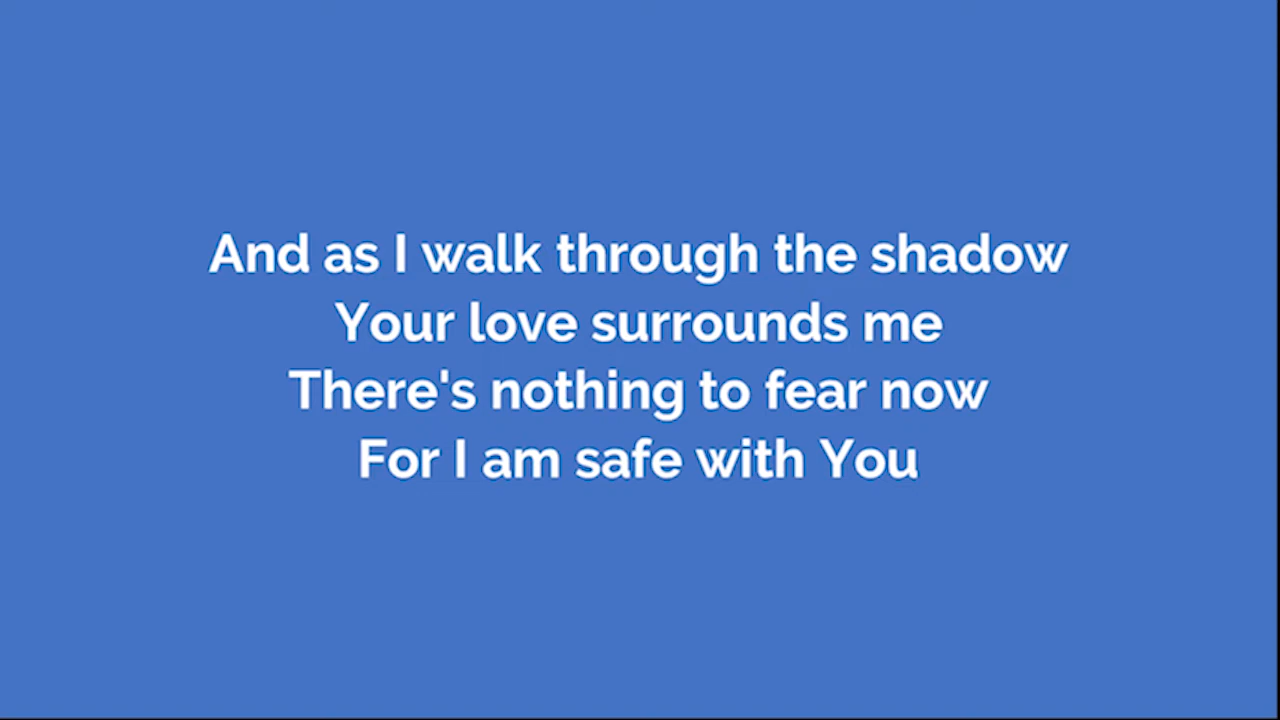 And as I walk through the shadow
Your love surrounds me
There's nothing to fear now
For I am safe with You